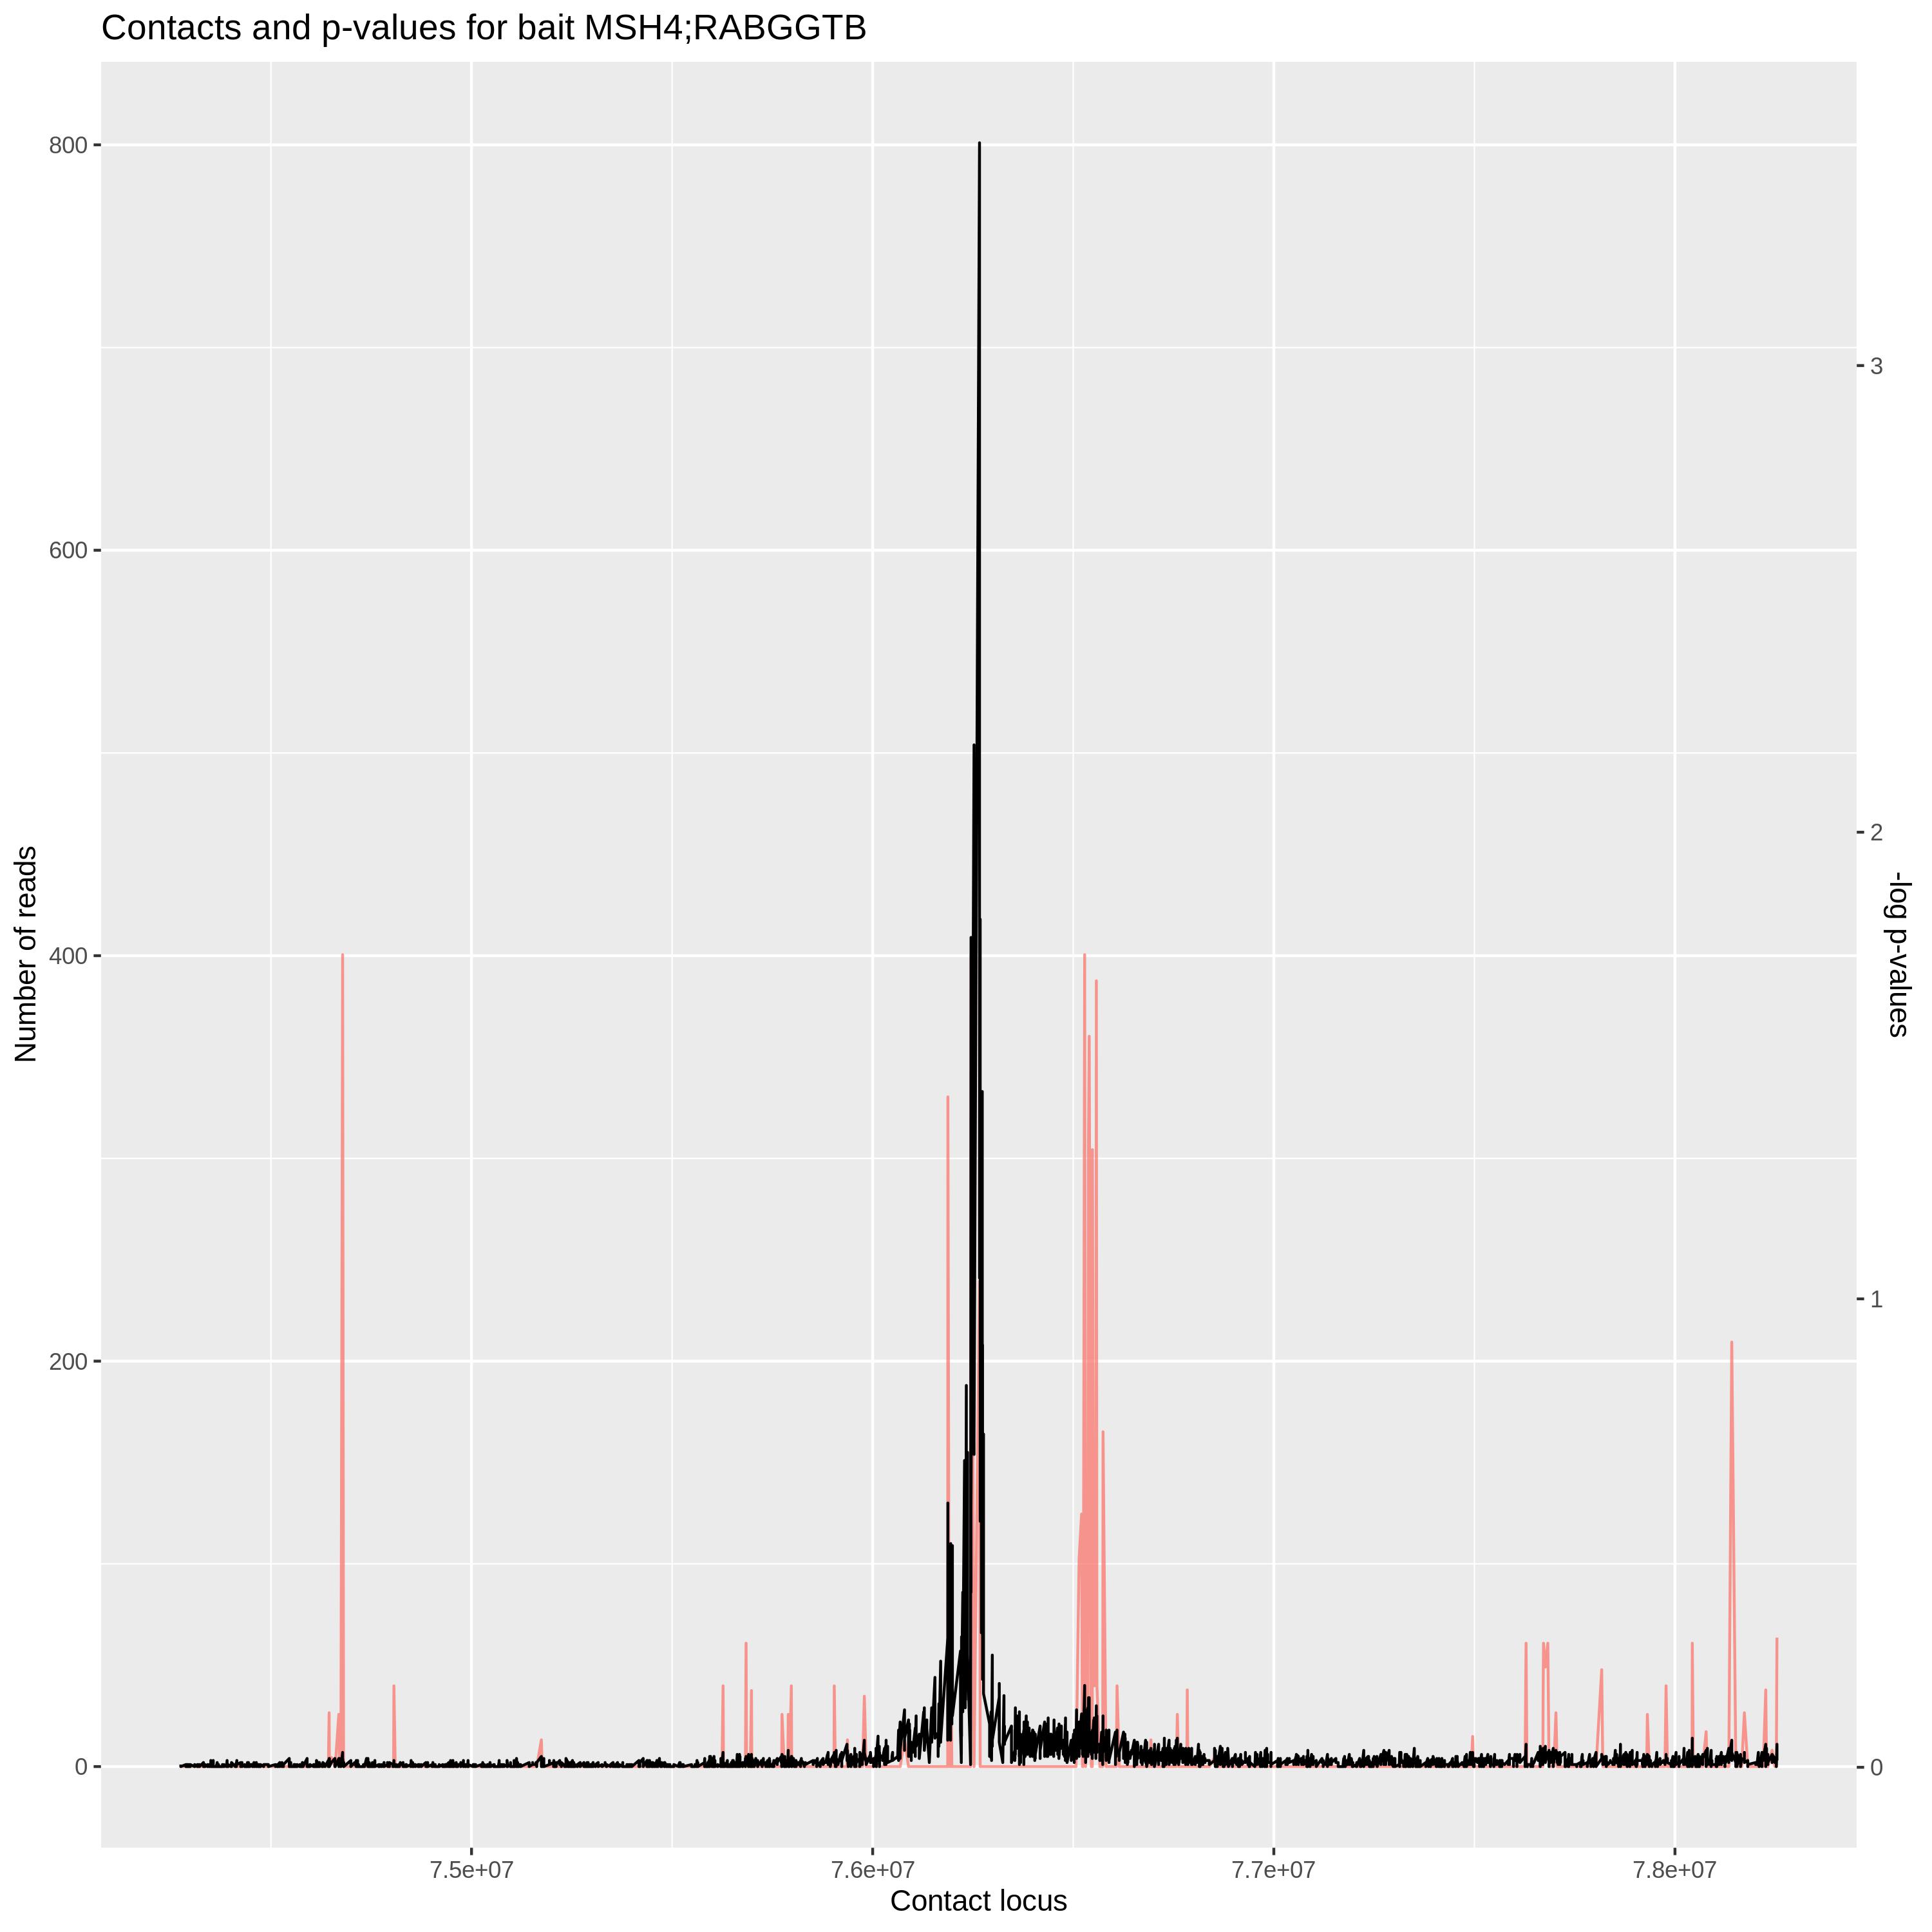 Contacts and p-values for bait MSH4;RABGGTB
800
600
400
200
0
Number of reads
3
2
1
0
-log p-values
7.5e+07
7.6e+07
7.7e+07
7.8e+07
Contact locus